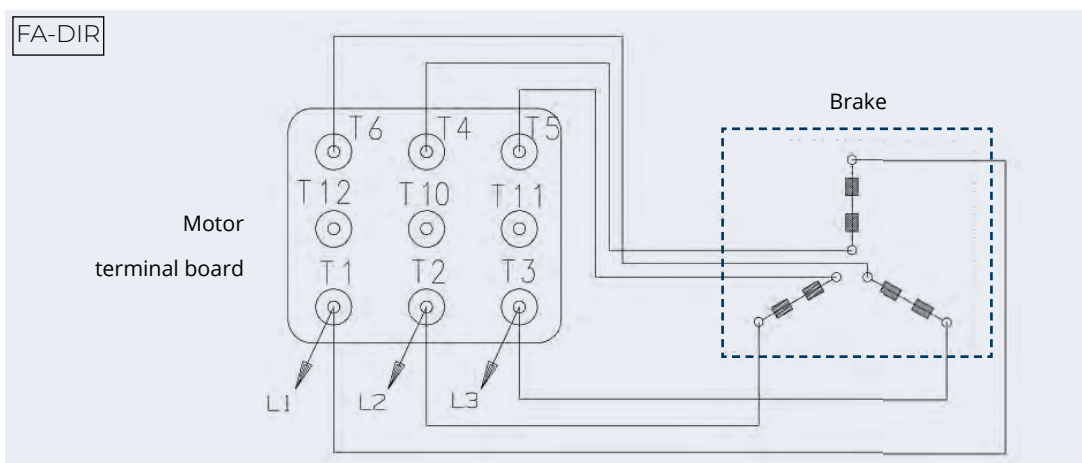 FA-DIR
Brake
T6 T4 T5
T12 T10 T11
Motor
terminal board
T1 T2 T3
L1 L2 L3